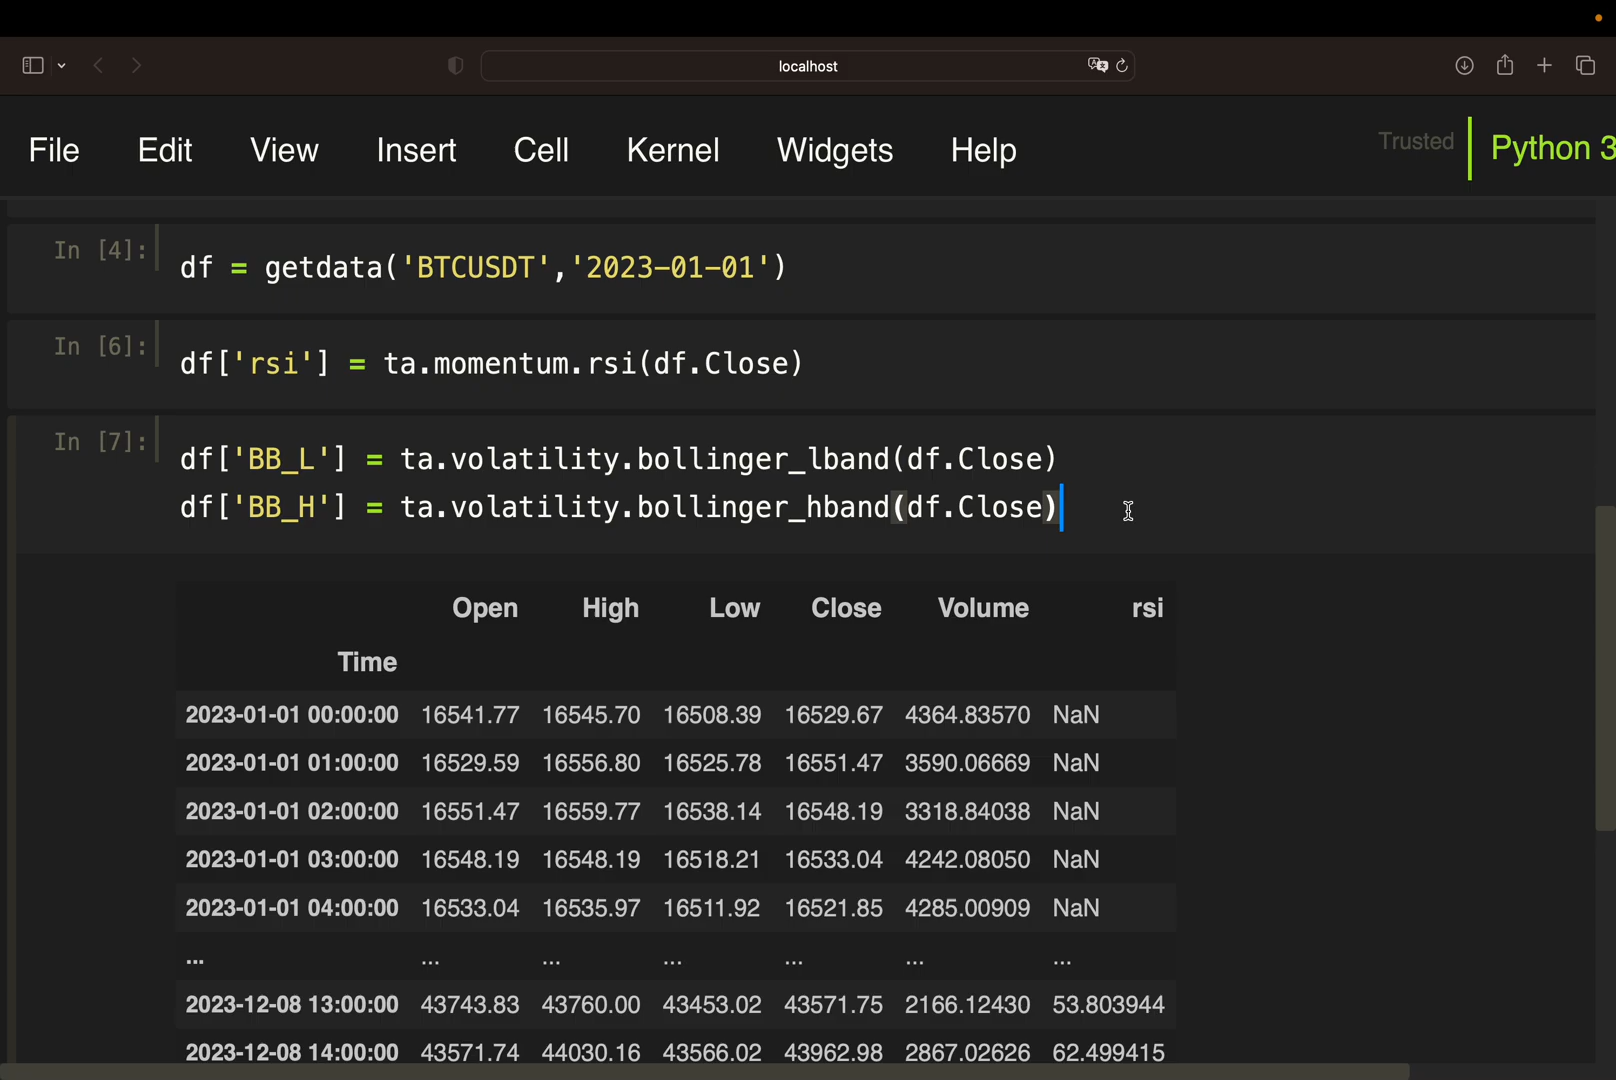 localhost
File Edit View Insert Cell Kernel Widgets Help Trusted Python 3
In [4]: df = getdata('BTCUSDT','2023-01-01')
In [6]: df['rsi'] = ta.momentum.rsi(df.Close)
In [7]: df['BB_L'] = ta.volatility.bollinger_lband(df.Close)
df['BB_H'] = ta.volatility.bollinger_hband(df.Close)
Open High Low Close Volume rsi
Time
2023-01-01 00:00:00 16541.77 16545.70 16508.39 16529.67 4364.83570 NaN
2023-01-01 01:00:00 16529.59 16556.80 16525.78 16551.47 3590.06669 NaN
2023-01-01 02:00:00 16551.47 16559.77 16538.14 16548.19 3318.84038 NaN
2023-01-01 03:00:00 16548.19 16548.19 16518.21 16533.04 4242.08050 NaN
2023-01-01 04:00:00 16533.04 16535.97 16511.92 16521.85 4285.00909 NaN
... ... ... ... ... ... ...
2023-12-08 13:00:00 43743.83 43760.00 43453.02 43571.75 2166.12430 53.803944
2023-12-08 14:00:00 43571.74 44030.16 43566.02 43962.98 2867.02626 62.499415